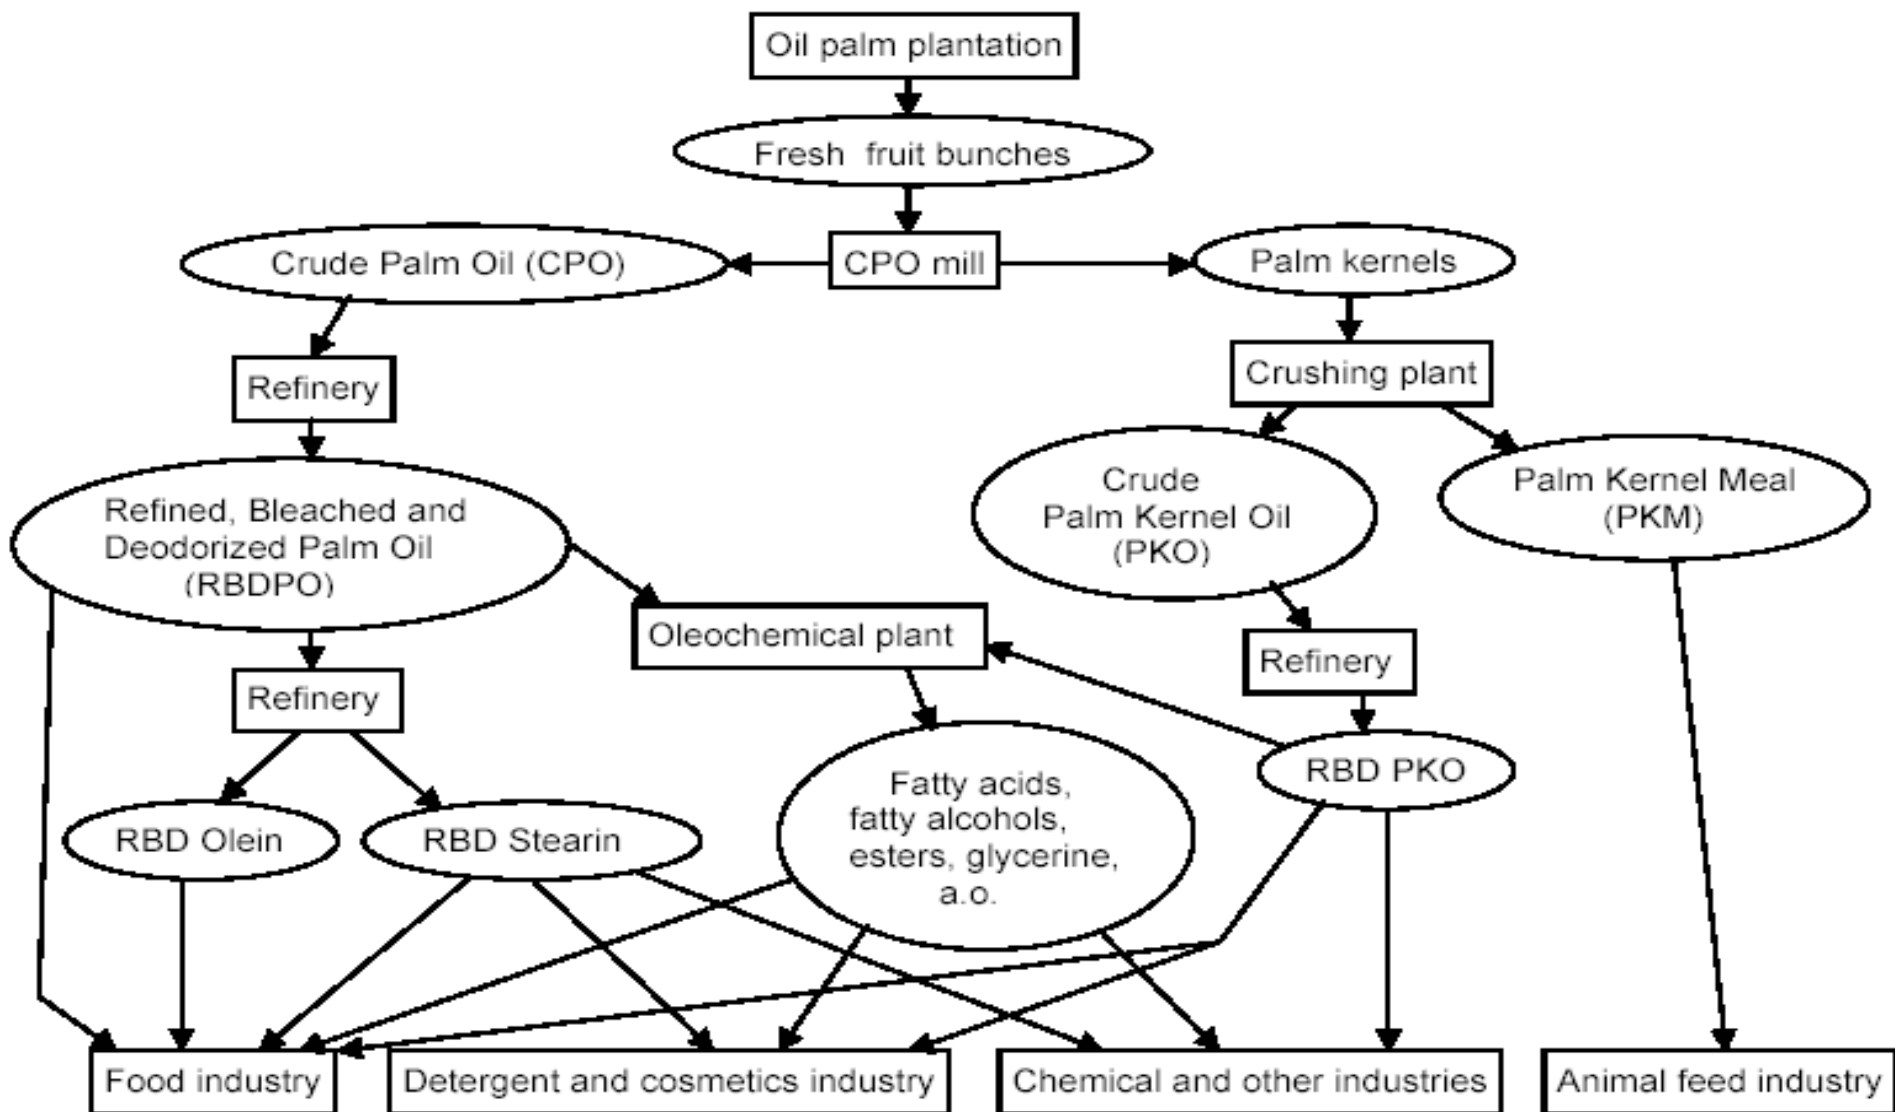 Oil palm plantation
Fresh fruit bunches
Crude Palm Oil (CPO)
CPO mill
Palm kernels
Refinery
Crushing plant
Refined, Bleached and
Deodorized Palm Oil
(RBDPO)
Crude
Palm Kernel Oil
(PKO)
Palm Kernel Meal
(PKM)
Oleochemical plant
Refinery
Refinery
RBD Olein
RBD Stearin
Fatty acids,
fatty alcohols,
esters, glycerine,
a.o.
RBD PKO
Food industry
Detergent and cosmetics industry
Chemical and other industries
Animal feed industry